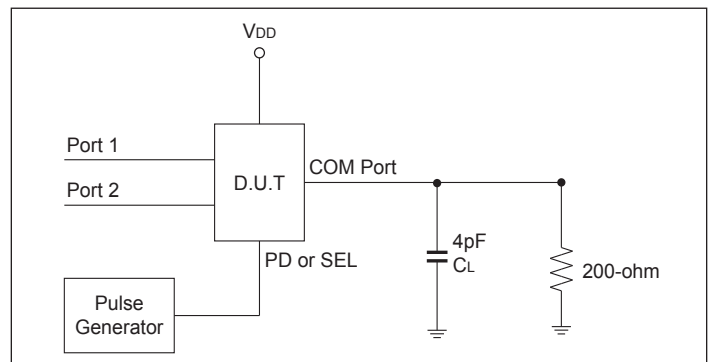 VDD
Port 1
Port 2
D.U.T
COM Port
4pF
CL
200-ohm
PD or SEL
Pulse
Generator